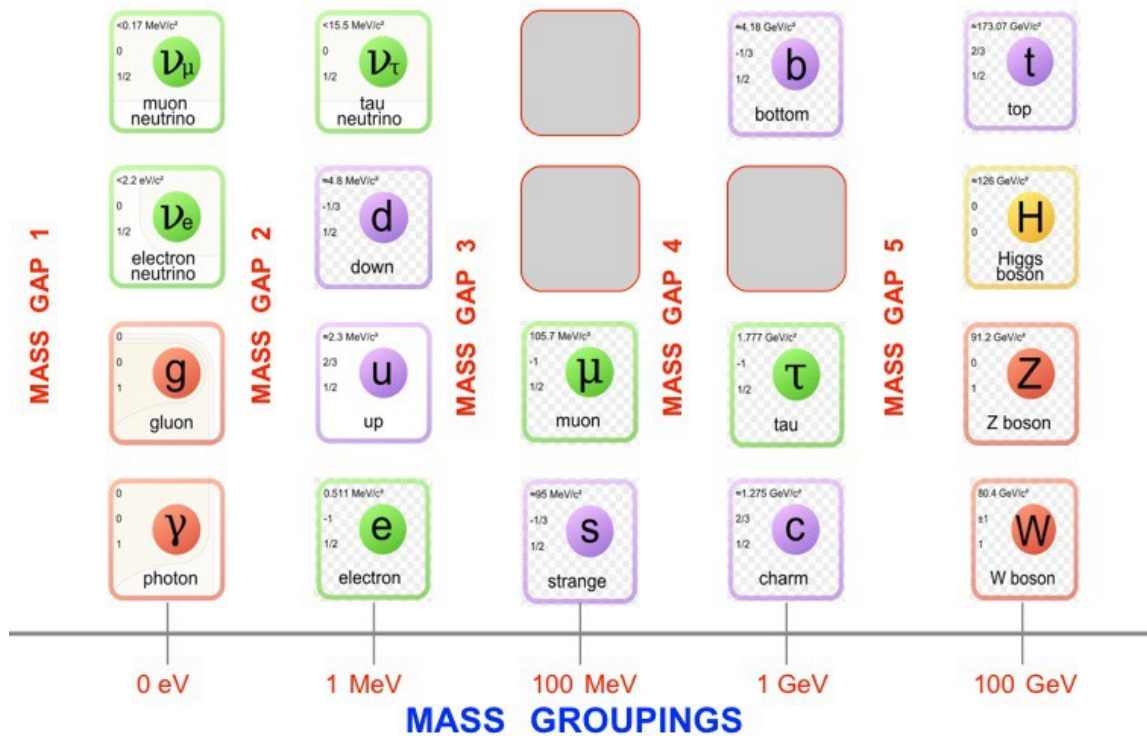 <0.17 MeV/c²
0
1/2
νμ
muon
neutrino
<15.5 MeV/c²
0
1/2
ντ
tau
neutrino
≈4.18 GeV/c²
-1/3
1/2
b
bottom
≈173.07 GeV/c²
2/3
1/2
t
top
<2.2 eV/c²
0
1/2
νe
electron
neutrino
≈4.8 MeV/c²
-1/3
1/2
d
down
≈126 GeV/c²
0
0
H
Higgs
boson
MASS GAP 1
MASS GAP 2
MASS GAP 3
MASS GAP 4
MASS GAP 5
0
0
1
g
gluon
≈2.3 MeV/c²
2/3
1/2
u
up
105.7 MeV/c²
-1
1/2
μ
muon
1.777 GeV/c²
-1
1/2
τ
tau
91.2 GeV/c²
0
1
Z
Z boson
0
0
1
γ
photon
0.511 MeV/c²
-1
1/2
e
electron
≈95 MeV/c²
-1/3
1/2
s
strange
≈1.275 GeV/c²
2/3
1/2
c
charm
80.4 GeV/c²
±1
1
W
W boson
0 eV
1 MeV
100 MeV
1 GeV
100 GeV
MASS GROUPINGS